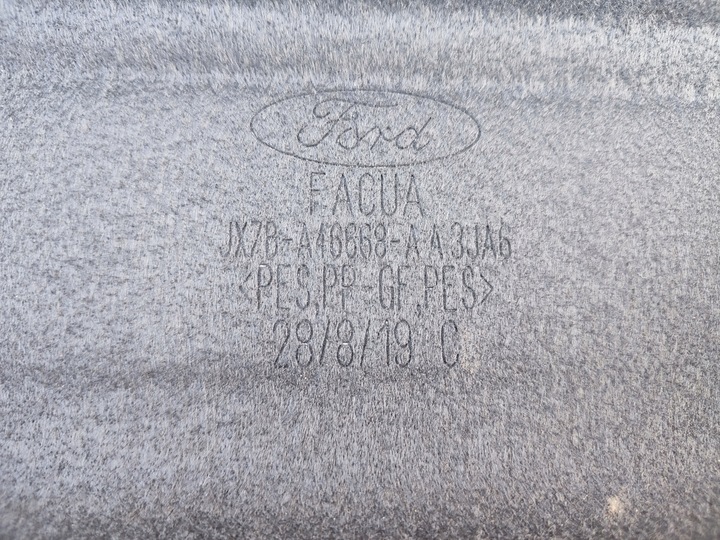 Ford
FACUA
JX7B-A46668-A A.3JA6
<PES,PP-GF,PES>
28/8/19 C